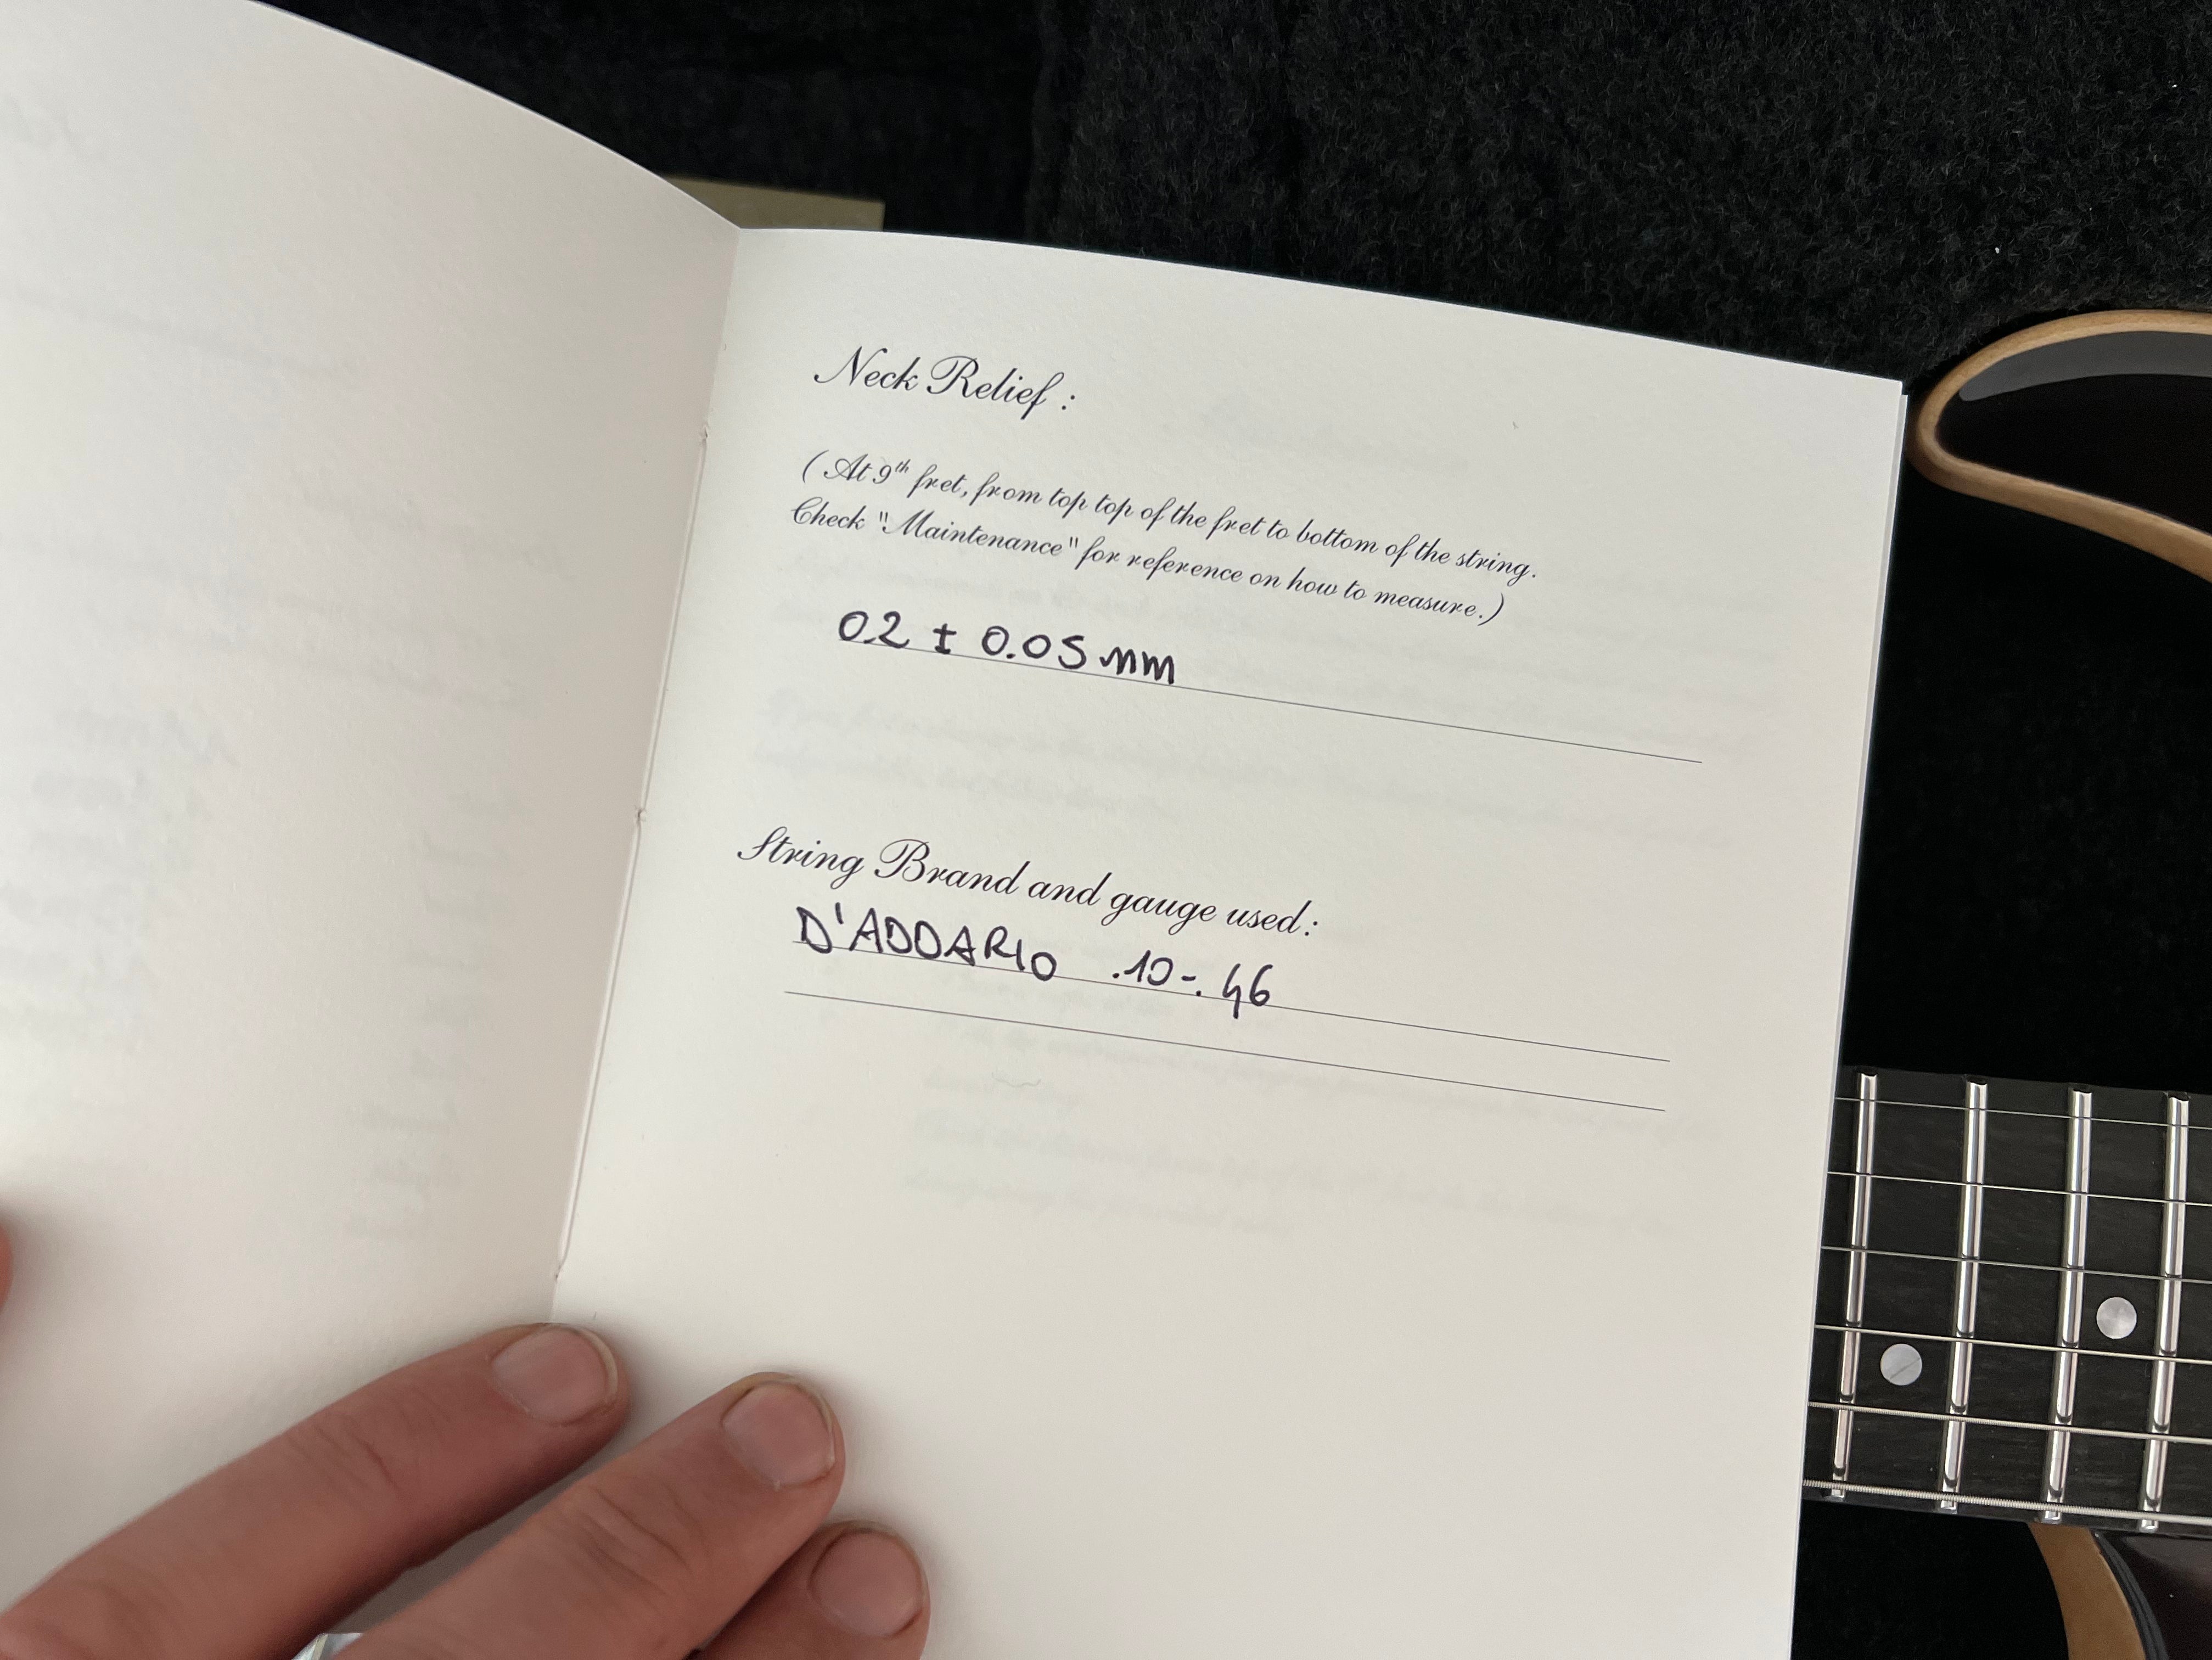 Neck Relief :
(At 9th fret, from top top of the fret to bottom of the string.
Check "Maintenance" for reference on how to measure.)
0.2 ± 0.05 mm
String Brand and gauge used:
D'ADDARIO .10-.46